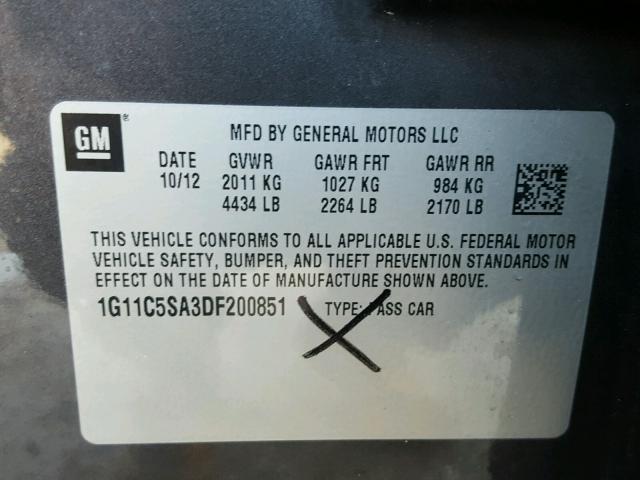 GM ®
MFD BY GENERAL MOTORS LLC
DATE GVWR GAWR FRT GAWR RR
10/12 2011 KG 1027 KG 984 KG
4434 LB 2264 LB 2170 LB
THIS VEHICLE CONFORMS TO ALL APPLICABLE U.S. FEDERAL MOTOR
VEHICLE SAFETY, BUMPER, AND THEFT PREVENTION STANDARDS IN
EFFECT ON THE DATE OF MANUFACTURE SHOWN ABOVE.
1G11C5SA3DF200851 TYPE: PASS CAR